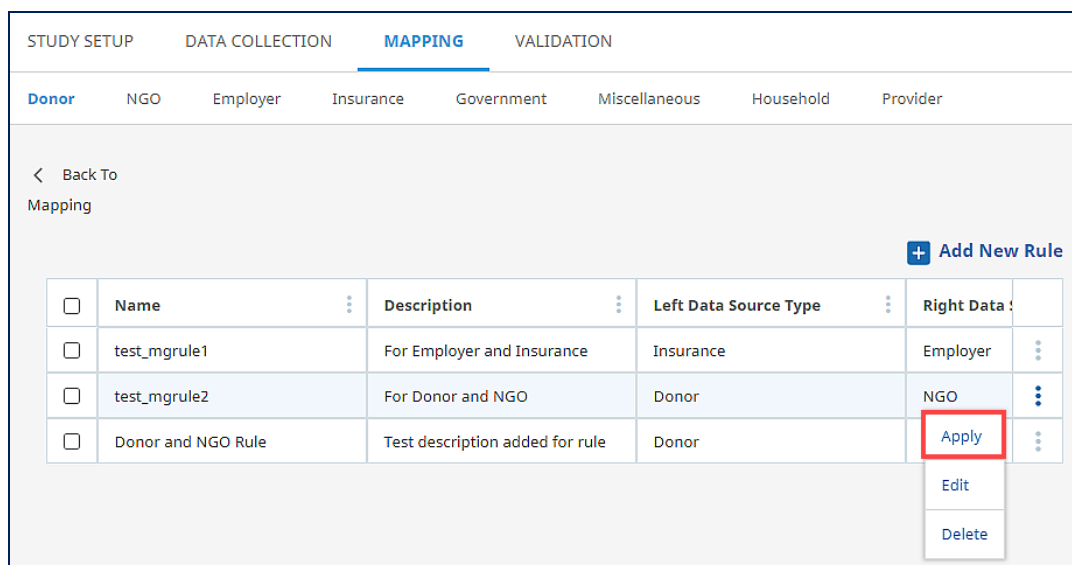 STUDY SETUP DATA COLLECTION MAPPING VALIDATION
Donor NGO Employer Insurance Government Miscellaneous Household Provider
Back To
Mapping
Add New Rule
Name Description Left Data Source Type Right Data
test_mgrule1 For Employer and Insurance Insurance Employer
test_mgrule2 For Donor and NGO Donor NGO
Donor and NGO Rule Test description added for rule Donor
Apply
Edit
Delete